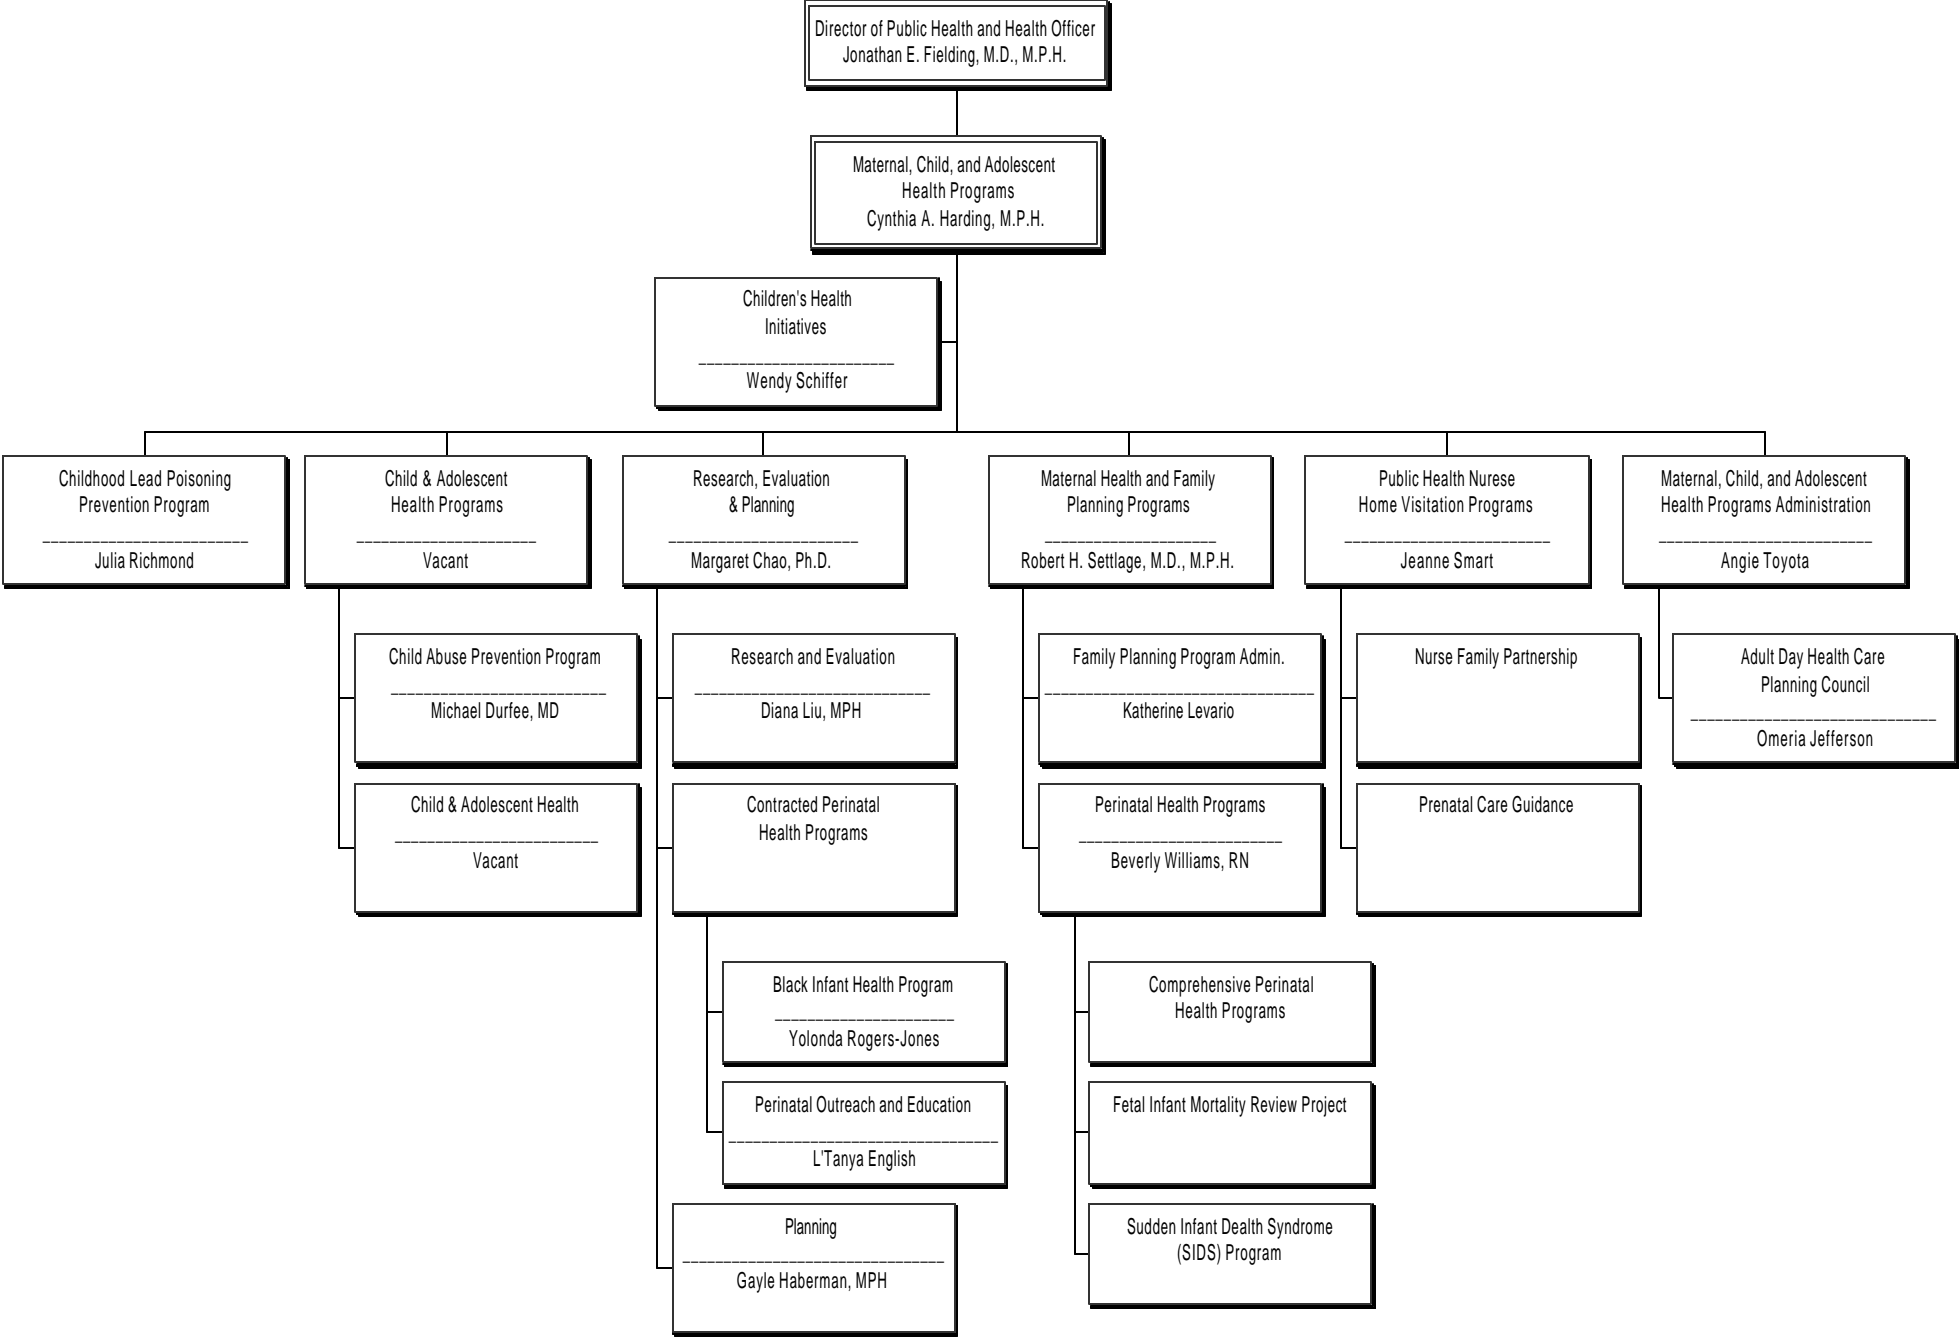 Director of Public Health and Health Officer
Jonathan E. Fielding, M.D., M.P.H.
Maternal, Child, and Adolescent
Health Programs
Cynthia A. Harding, M.P.H.
Children's Health
Initiatives
Wendy Schiffer
Childhood Lead Poisoning
Prevention Program
Julia Richmond
Child & Adolescent
Health Programs
Vacant
Research, Evaluation
& Planning
Margaret Chao, Ph.D.
Maternal Health and Family
Planning Programs
Robert H. Settlage, M.D., M.P.H.
Public Health Nurese
Home Visitation Programs
Jeanne Smart
Maternal, Child, and Adolescent
Health Programs Administration
Angie Toyota
Child Abuse Prevention Program
Michael Durfee, MD
Research and Evaluation
Diana Liu, MPH
Family Planning Program Admin.
Katherine Levario
Nurse Family Partnership
Adult Day Health Care
Planning Council
Omeria Jefferson
Child & Adolescent Health
Vacant
Contracted Perinatal
Health Programs
Perinatal Health Programs
Beverly Williams, RN
Prenatal Care Guidance
Black Infant Health Program
Yolonda Rogers-Jones
Comprehensive Perinatal
Health Programs
Perinatal Outreach and Education
L'Tanya English
Fetal Infant Mortality Review Project
Planning
Gayle Haberman, MPH
Sudden Infant Dealth Syndrome
(SIDS) Program